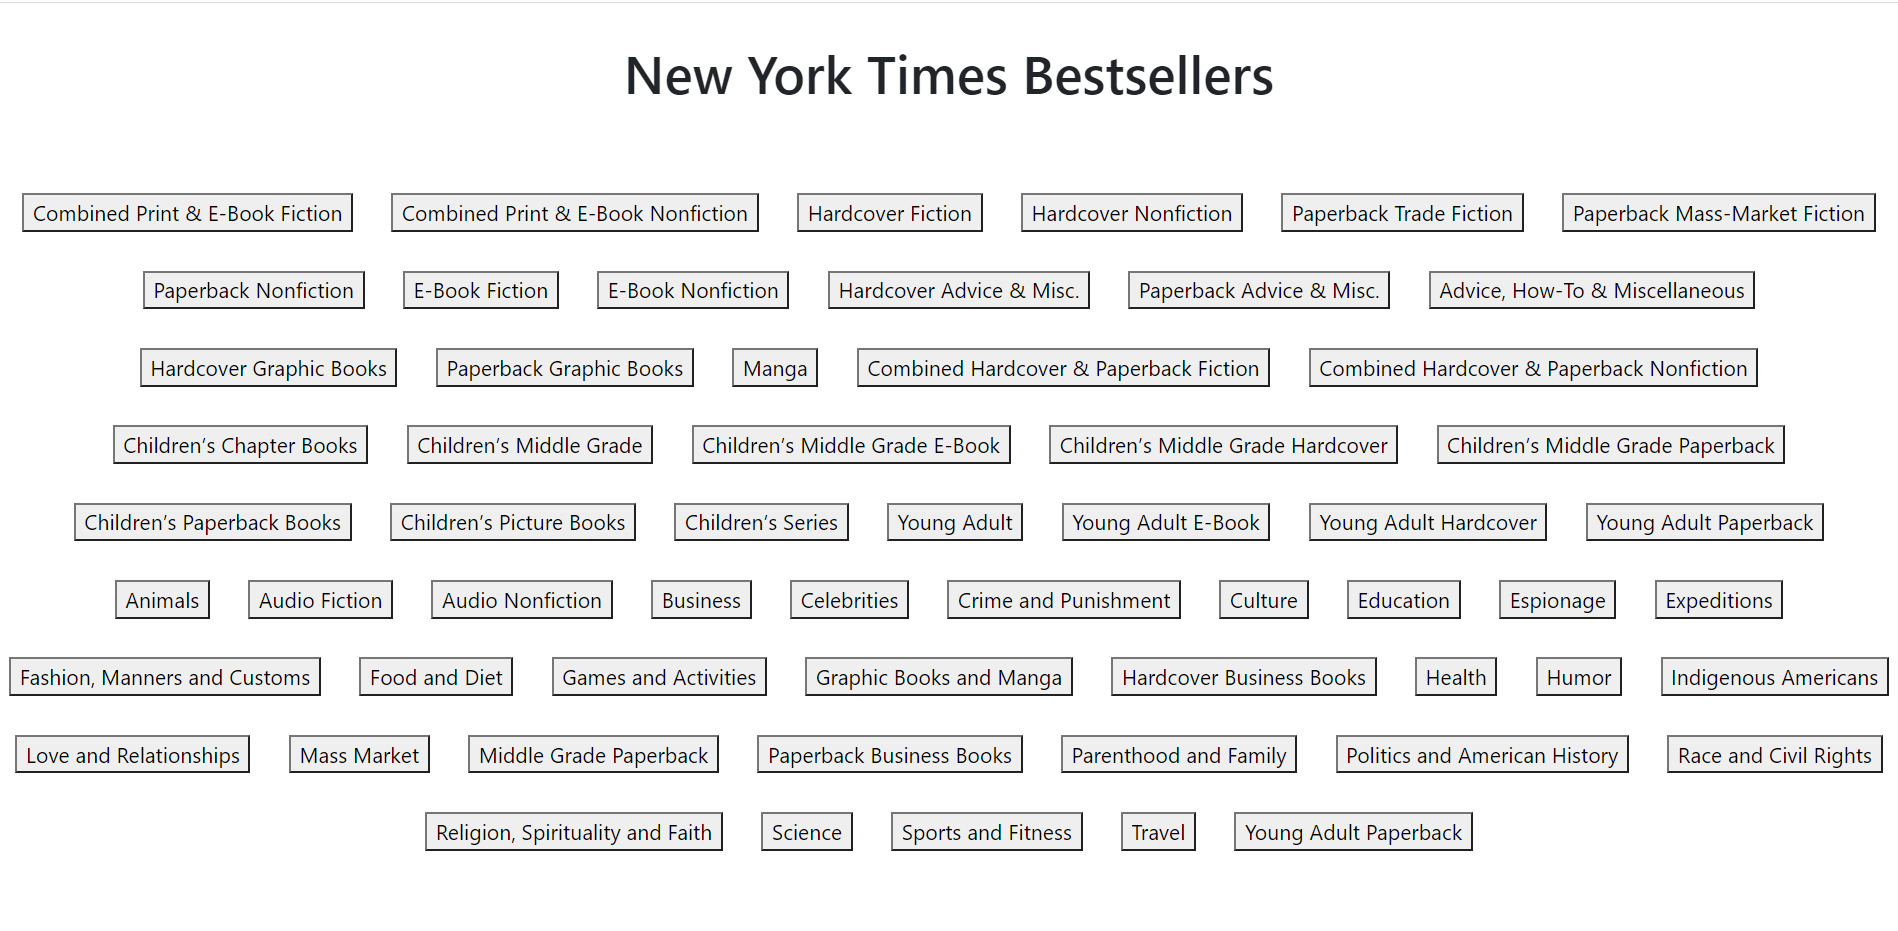 New York Times Bestsellers
Combined Print & E-Book Fiction Combined Print & E-Book Nonfiction Hardcover Fiction Hardcover Nonfiction Paperback Trade Fiction Paperback Mass-Market Fiction
Paperback Nonfiction E-Book Fiction E-Book Nonfiction Hardcover Advice & Misc. Paperback Advice & Misc. Advice, How-To & Miscellaneous
Hardcover Graphic Books Paperback Graphic Books Manga Combined Hardcover & Paperback Fiction Combined Hardcover & Paperback Nonfiction
Children’s Chapter Books Children’s Middle Grade Children’s Middle Grade E-Book Children’s Middle Grade Hardcover Children’s Middle Grade Paperback
Children’s Paperback Books Children’s Picture Books Children’s Series Young Adult Young Adult E-Book Young Adult Hardcover Young Adult Paperback
Animals Audio Fiction Audio Nonfiction Business Celebrities Crime and Punishment Culture Education Espionage Expeditions
Fashion, Manners and Customs Food and Diet Games and Activities Graphic Books and Manga Hardcover Business Books Health Humor Indigenous Americans
Love and Relationships Mass Market Middle Grade Paperback Paperback Business Books Parenthood and Family Politics and American History Race and Civil Rights
Religion, Spirituality and Faith Science Sports and Fitness Travel Young Adult Paperback